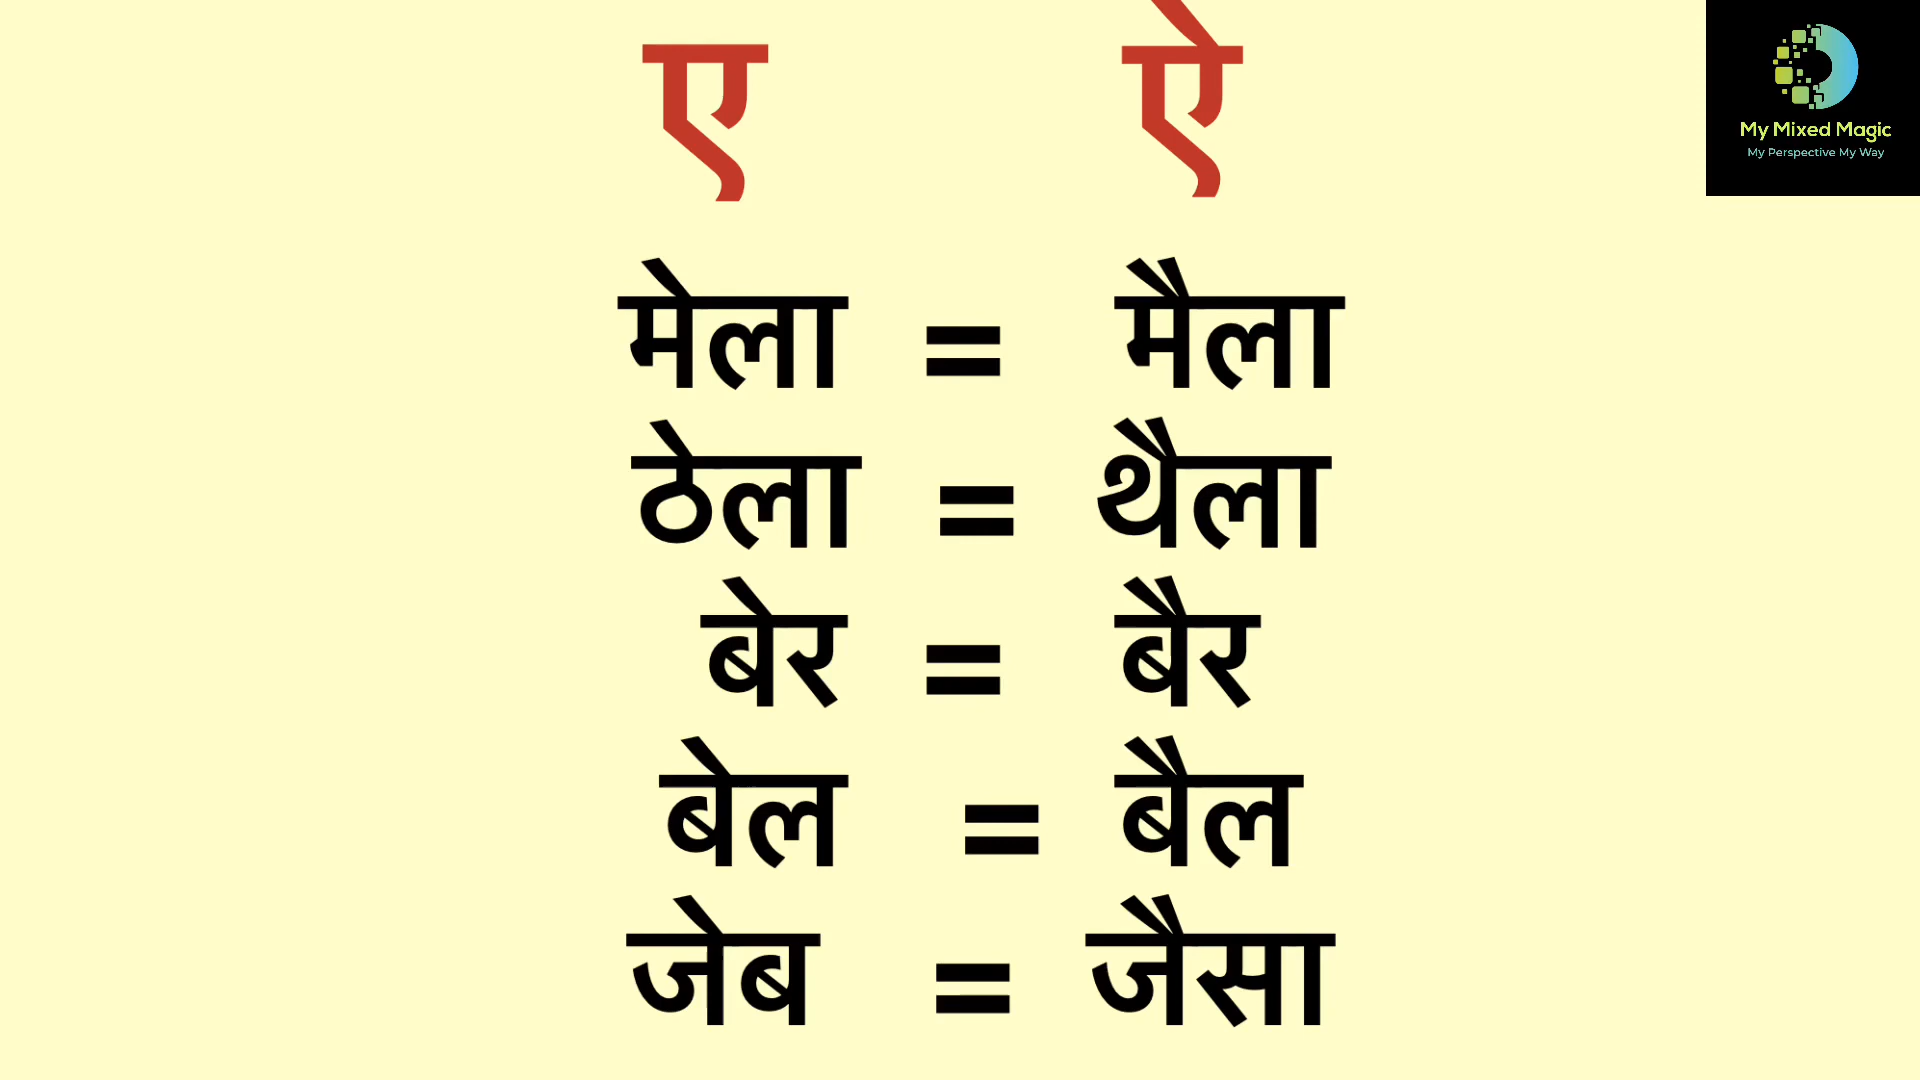 ए ऐ
My Mixed Magic
My Perspective My Way
मेला = मैला
ठेला = थैला
बेर = बैर
बेल = बैल
जेब = जैसा